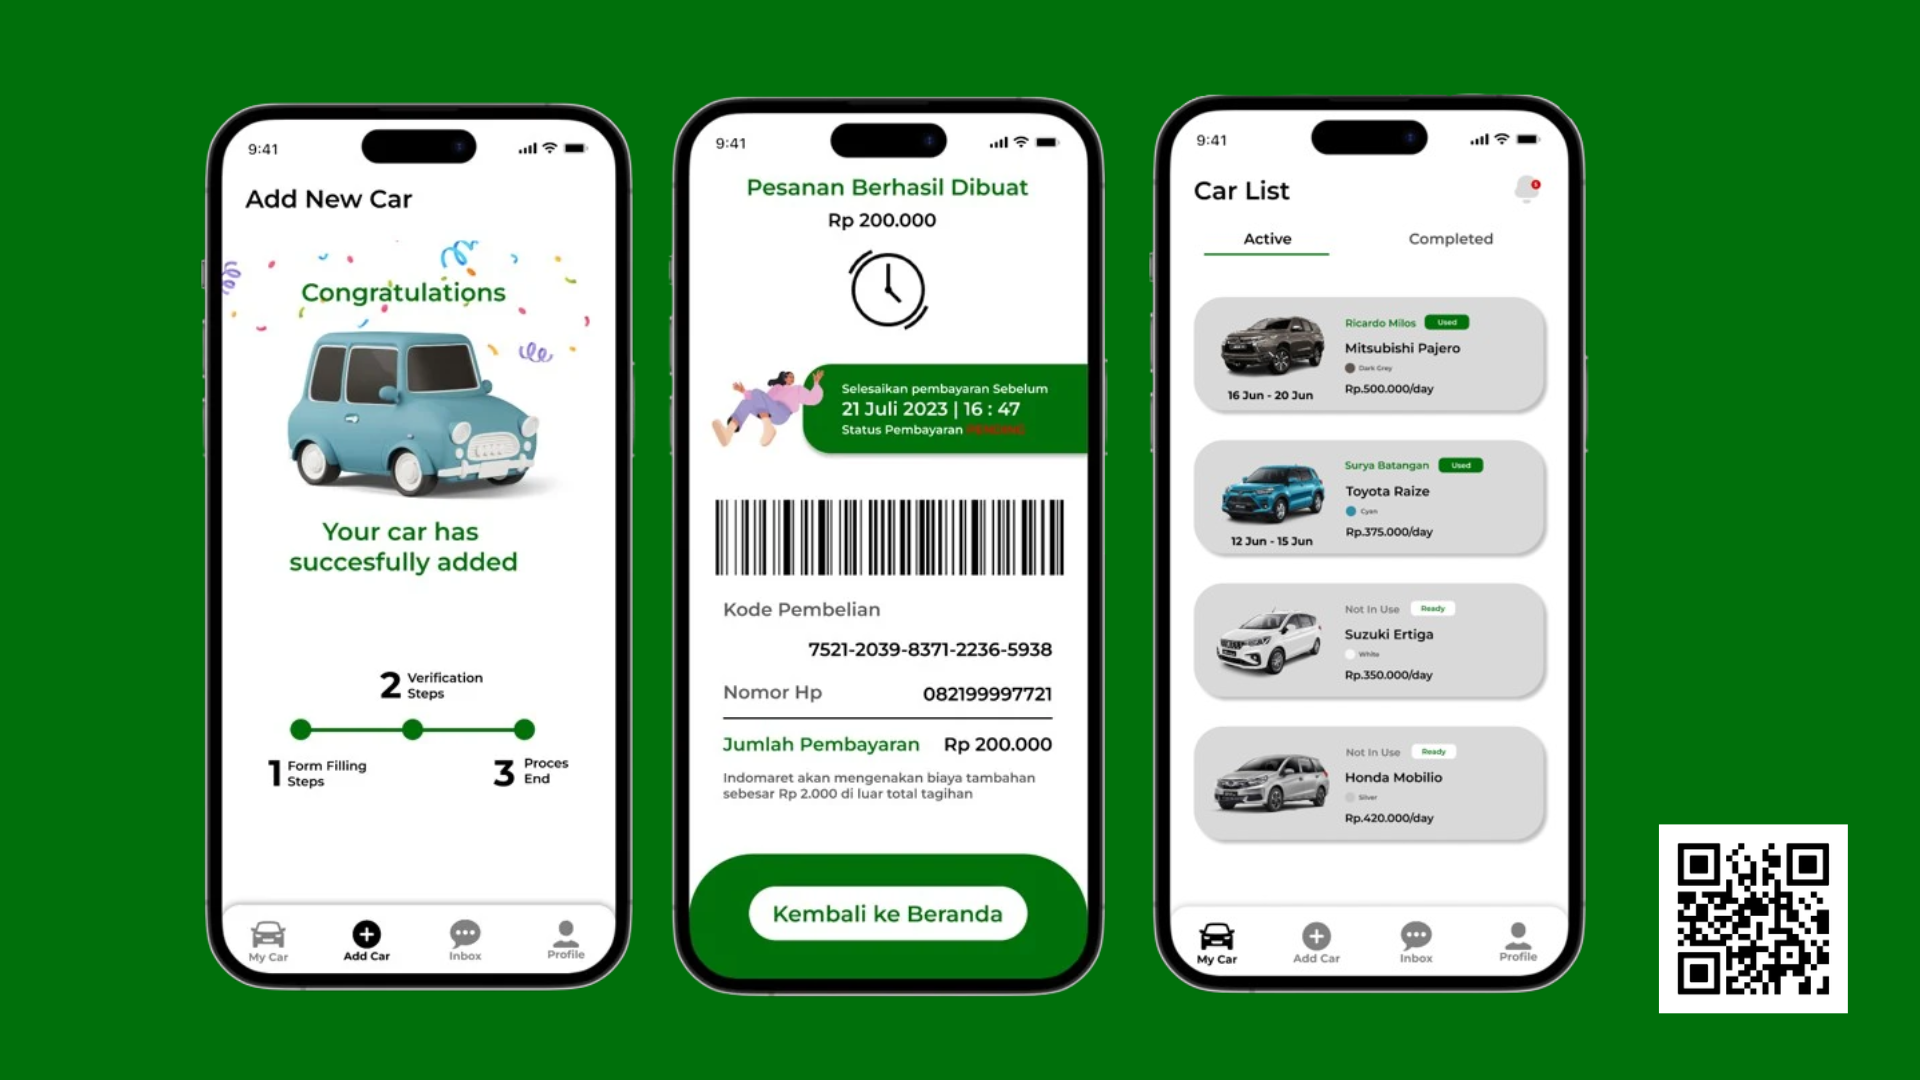 9:41
Add New Car
Congratulations
Your car has
succesfully added
2 Verification
Steps
1 Form Filling
Steps
3 Proces
End
My Car
Add Car
Inbox
Profile
9:41
Pesanan Berhasil Dibuat
Rp 200.000
Selesaikan pembayaran Sebelum
21 Juli 2023 | 16 : 47
Status Pembayaran PENDING
Kode Pembelian
7521-2039-8371-2236-5938
Nomor Hp 082199997721
Jumlah Pembayaran Rp 200.000
Indomaret akan mengenakan biaya tambahan
sebesar Rp 2.000 di luar total tagihan
Kembali ke Beranda
9:41
Car List
Active Completed
Ricardo Milos Used
Mitsubishi Pajero
Dark Grey
Rp.500.000/day
16 Jun - 20 Jun
Surya Batangan Used
Toyota Raize
Cyan
Rp.375.000/day
12 Jun - 15 Jun
Not In Use Ready
Suzuki Ertiga
White
Rp.350.000/day
Not In Use Ready
Honda Mobilio
Silver
Rp.420.000/day
My Car
Add Car
Inbox
Profile